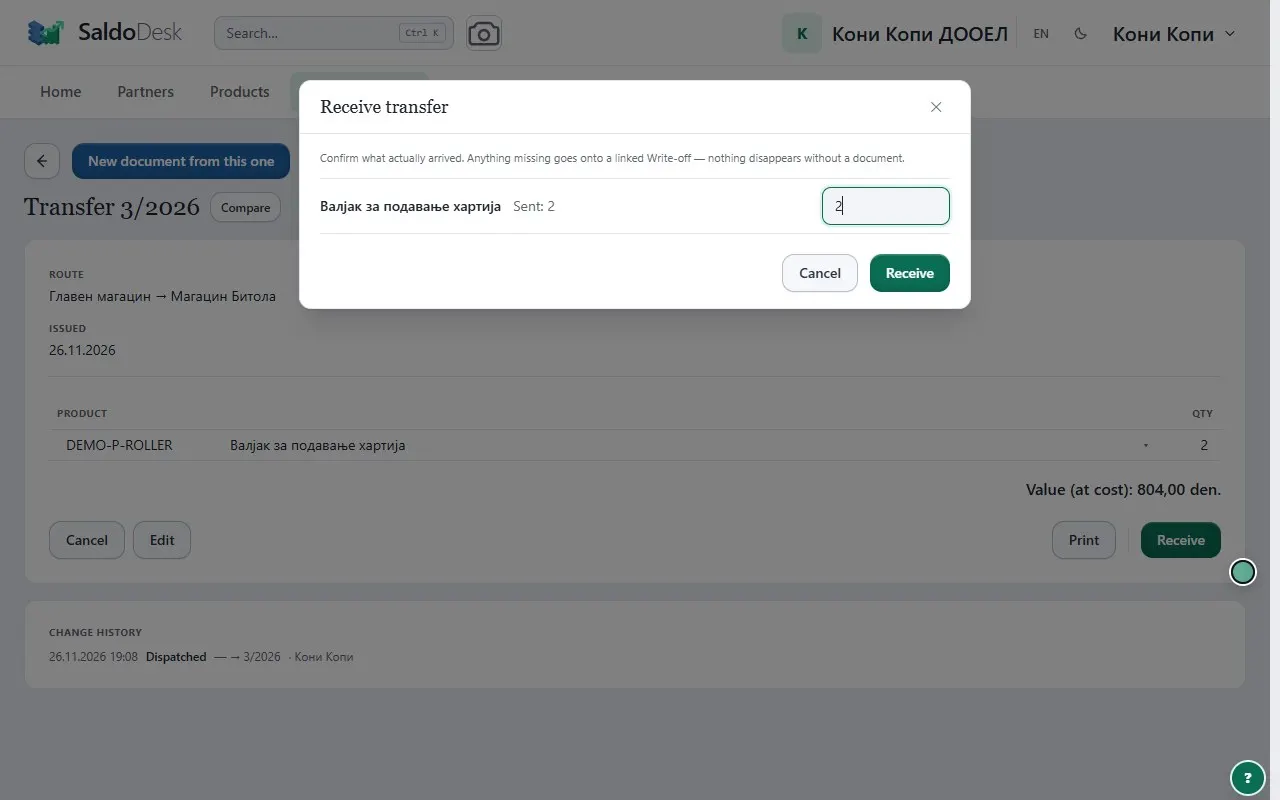 SaldoDesk
Search... Ctrl K
K Кони Копи ДООЕЛ EN Кони Копи
Home Partners Products
Receive transfer
Confirm what actually arrived. Anything missing goes onto a linked Write-off — nothing disappears without a document.
Валјак за подавање хартија Sent: 2 2
Cancel Receive
New document from this one
Transfer 3/2026 Compare
ROUTE
Главен магацин → Магацин Битола
ISSUED
26.11.2026
PRODUCT QTY
DEMO-P-ROLLER Валјак за подавање хартија 2
Value (at cost): 804,00 den.
Cancel Edit Print Receive
CHANGE HISTORY
26.11.2026 19:08 Dispatched — → 3/2026 · Кони Копи
?